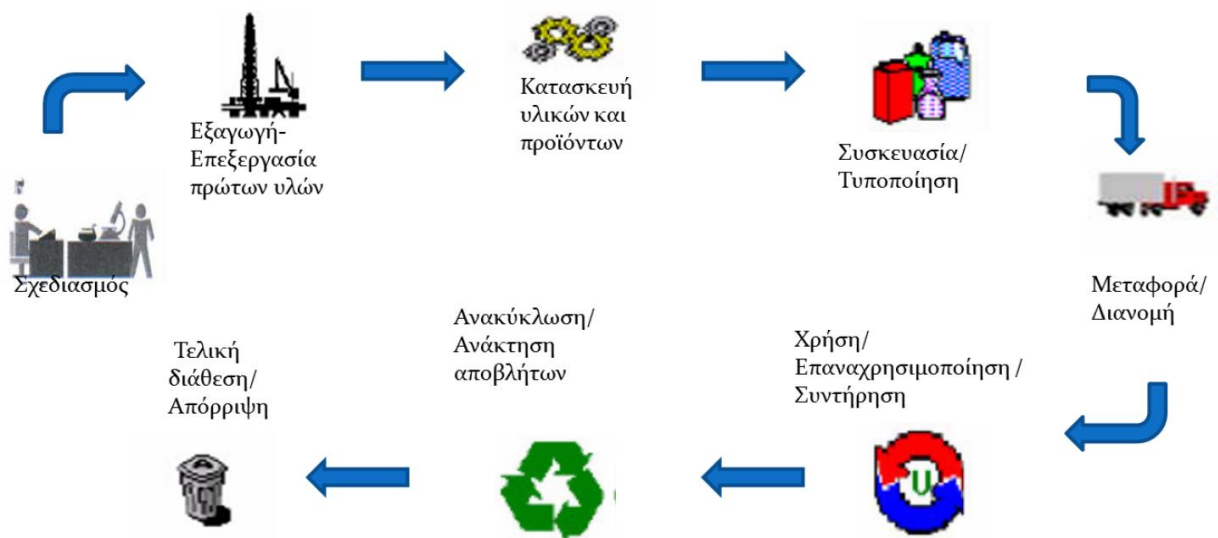 Σχεδιασμός
Εξαγωγή-
Επεξεργασία
πρώτων υλών
Κατασκευή
υλικών και
προϊόντων
Συσκευασία/
Τυποποίηση
Μεταφορά/
Διανομή
Χρήση/
Επαναχρησιμοποίηση /
Συντήρηση
U
Ανακύκλωση/
Ανάκτηση
αποβλήτων
Τελική
διάθεση/
Απόρριψη